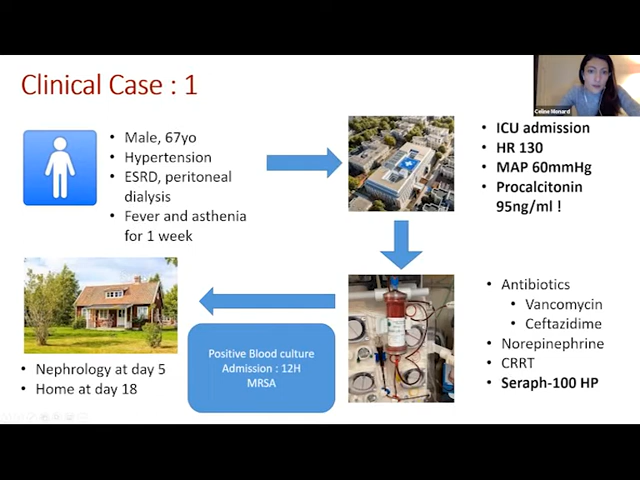 Clinical Case : 1
Celine Monard
• Male, 67yo
• Hypertension
• ESRD, peritoneal
dialysis
• Fever and asthenia
for 1 week
• ICU admission
• HR 130
• MAP 60mmHg
• Procalcitonin
95ng/ml !
• Antibiotics
• Vancomycin
• Ceftazidime
• Norepinephrine
• CRRT
• Seraph-100 HP
Positive Blood culture
Admission : 12H
MRSA
• Nephrology at day 5
• Home at day 18